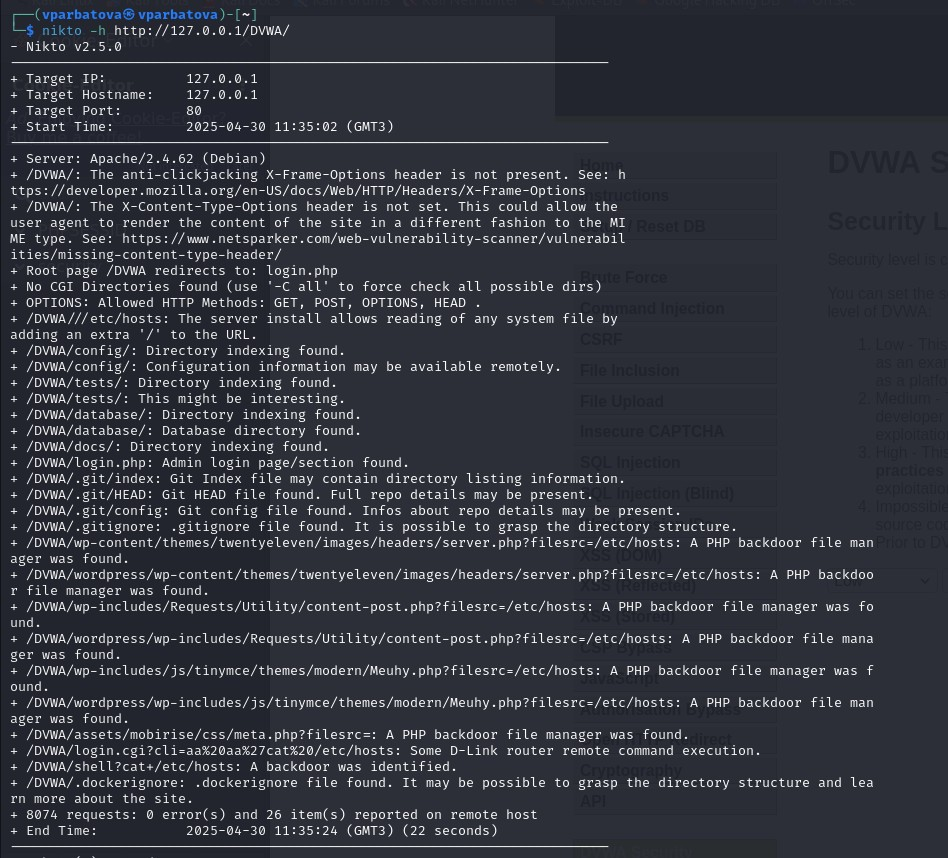 ┌──(vparbatova㉿vparbatova)-[~]
└─$ nikto -h http://127.0.0.1/DVWA/
- Nikto v2.5.0
+ Target IP:          127.0.0.1
+ Target Hostname:    127.0.0.1
+ Target Port:        80
+ Start Time:         2025-04-30 11:35:02 (GMT3)
+ Server: Apache/2.4.62 (Debian)
+ /DVWA/: The anti-clickjacking X-Frame-Options header is not present. See: h
ttps://developer.mozilla.org/en-US/docs/Web/HTTP/Headers/X-Frame-Options
+ /DVWA/: The X-Content-Type-Options header is not set. This could allow the
user agent to render the content of the site in a different fashion to the MI
ME type. See: https://www.netsparker.com/web-vulnerability-scanner/vulnerabil
ities/missing-content-type-header/
+ Root page /DVWA redirects to: login.php
+ No CGI Directories found (use '-C all' to force check all possible dirs)
+ OPTIONS: Allowed HTTP Methods: GET, POST, OPTIONS, HEAD .
+ /DVWA///etc/hosts: The server install allows reading of any system file by
adding an extra '/' to the URL.
+ /DVWA/config/: Directory indexing found.
+ /DVWA/config/: Configuration information may be available remotely.
+ /DVWA/tests/: Directory indexing found.
+ /DVWA/tests/: This might be interesting.
+ /DVWA/database/: Directory indexing found.
+ /DVWA/database/: Database directory found.
+ /DVWA/docs/: Directory indexing found.
+ /DVWA/login.php: Admin login page/section found.
+ /DVWA/.git/index: Git Index file may contain directory listing information.
+ /DVWA/.git/HEAD: Git HEAD file found. Full repo details may be present.
+ /DVWA/.git/config: Git config file found. Infos about repo details may be present.
+ /DVWA/.gitignore: .gitignore file found. It is possible to grasp the directory structure.
+ /DVWA/wp-content/themes/twentyeleven/images/headers/server.php?filesrc=/etc/hosts: A PHP backdoor file man
ager was found.
+ /DVWA/wordpress/wp-content/themes/twentyeleven/images/headers/server.php?filesrc=/etc/hosts: A PHP backdoo
r file manager was found.
+ /DVWA/wp-includes/Requests/Utility/content-post.php?filesrc=/etc/hosts: A PHP backdoor file manager was fo
und.
+ /DVWA/wordpress/wp-includes/Requests/Utility/content-post.php?filesrc=/etc/hosts: A PHP backdoor file mana
ger was found.
+ /DVWA/wp-includes/js/tinymce/themes/modern/Meuhy.php?filesrc=/etc/hosts: A PHP backdoor file manager was f
ound.
+ /DVWA/wordpress/wp-includes/js/tinymce/themes/modern/Meuhy.php?filesrc=/etc/hosts: A PHP backdoor file man
ager was found.
+ /DVWA/assets/mobirise/css/meta.php?filesrc=: A PHP backdoor file manager was found.
+ /DVWA/login.cgi?cli=aa%20aa%27cat%20/etc/hosts: Some D-Link router remote command execution.
+ /DVWA/shell?cat+/etc/hosts: A backdoor was identified.
+ /DVWA/.dockerignore: .dockerignore file found. It may be possible to grasp the directory structure and lea
rn more about the site.
+ 8074 requests: 0 error(s) and 26 item(s) reported on remote host
+ End Time:           2025-04-30 11:35:24 (GMT3) (22 seconds)
Home
Instructions
Reset DB
Brute Force
Command Injection
CSRF
File Inclusion
File Upload
Insecure CAPTCHA
SQL Injection
SQL Injection (Blind)
XSS (DOM)
XSS (Reflected)
XSS (Stored)
CSP Bypass
JavaScript
Authorisation Bypass
Redirect
Cryptography
API
DVWA S
Security L
Security level is
You can set the s
level of DVWA:
1. Low - This
as an exam
as a platfo
2. Medium -
developer
exploitatio
3. High - This
practices
exploitatio
4. Impossible
source cod
Prior to DV